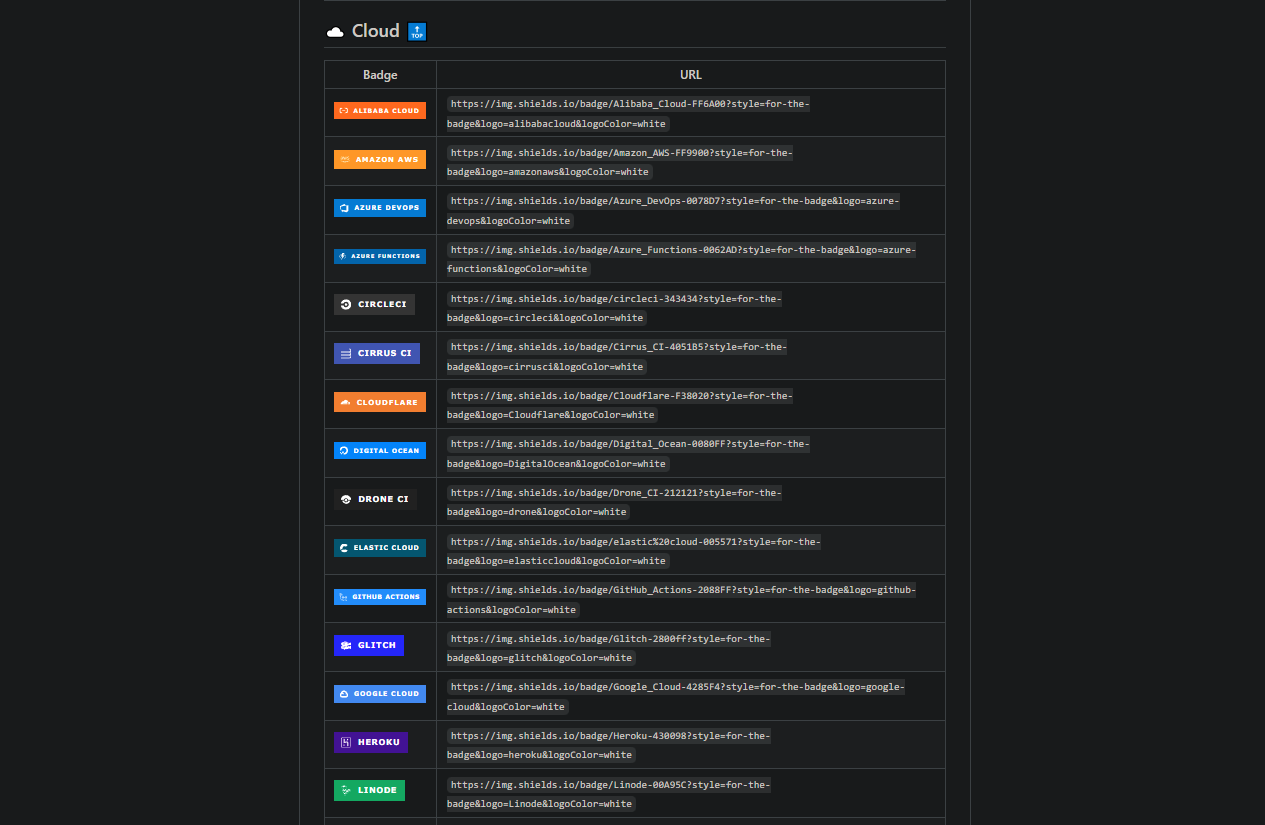 Cloud TOP
Badge URL
ALIBABA CLOUD https://img.shields.io/badge/Alibaba_Cloud-FF6A00?style=for-the-
badge&logo=alibabacloud&logoColor=white
AMAZON AWS https://img.shields.io/badge/Amazon_AWS-FF9900?style=for-the-
badge&logo=amazonaws&logoColor=white
AZURE DEVOPS https://img.shields.io/badge/Azure_DevOps-0078D7?style=for-the-badge&logo=azure-
devops&logoColor=white
AZURE FUNCTIONS https://img.shields.io/badge/Azure_Functions-0062AD?style=for-the-badge&logo=azure-
functions&logoColor=white
CIRCLECI https://img.shields.io/badge/circleci-343434?style=for-the-
badge&logo=circleci&logoColor=white
CIRRUS CI https://img.shields.io/badge/Cirrus_CI-4051B5?style=for-the-
badge&logo=cirrusci&logoColor=white
CLOUDFLARE https://img.shields.io/badge/Cloudflare-F38020?style=for-the-
badge&logo=Cloudflare&logoColor=white
DIGITAL OCEAN https://img.shields.io/badge/Digital_Ocean-0080FF?style=for-the-
badge&logo=DigitalOcean&logoColor=white
DRONE CI https://img.shields.io/badge/Drone_CI-212121?style=for-the-
badge&logo=drone&logoColor=white
ELASTIC CLOUD https://img.shields.io/badge/elastic%20cloud-005571?style=for-the-
badge&logo=elasticcloud&logoColor=white
GITHUB ACTIONS https://img.shields.io/badge/GitHub_Actions-2088FF?style=for-the-badge&logo=github-
actions&logoColor=white
GLITCH https://img.shields.io/badge/Glitch-2800ff?style=for-the-
badge&logo=glitch&logoColor=white
GOOGLE CLOUD https://img.shields.io/badge/Google_Cloud-4285F4?style=for-the-badge&logo=google-
cloud&logoColor=white
HEROKU https://img.shields.io/badge/Heroku-430098?style=for-the-
badge&logo=heroku&logoColor=white
LINODE https://img.shields.io/badge/Linode-00A95C?style=for-the-
badge&logo=Linode&logoColor=white